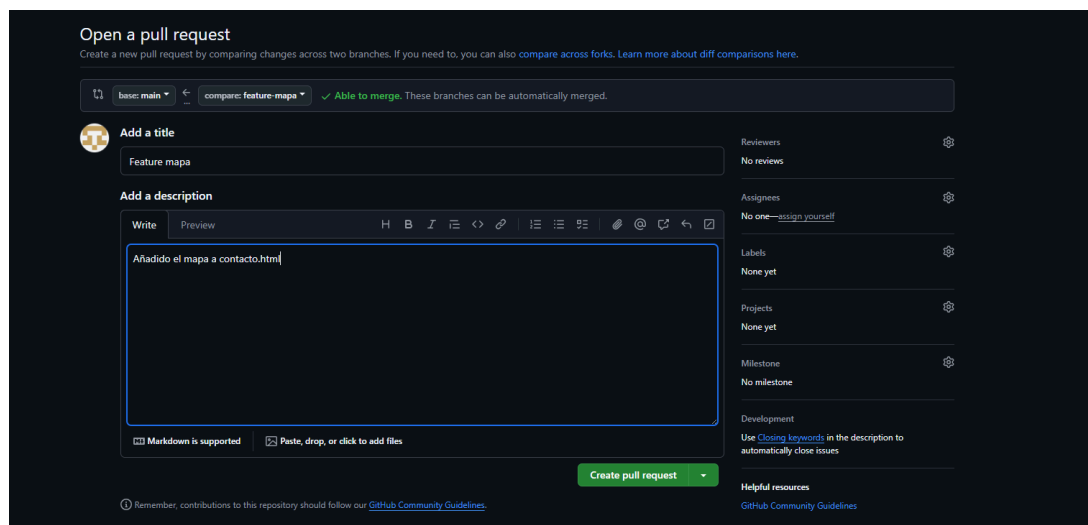 Open a pull request
Create a new pull request by comparing changes across two branches. If you need to, you can also compare across forks. Learn more about diff comparisons here.
base: main
...
compare: feature-mapa
Able to merge. These branches can be automatically merged.
Add a title
Feature mapa
Add a description
Write
Preview
Añadido el mapa a contacto.html
Markdown is supported
Paste, drop, or click to add files
Create pull request
Remember, contributions to this repository should follow our GitHub Community Guidelines.
Reviewers
No reviews
Assignees
No one—assign yourself
Labels
None yet
Projects
None yet
Milestone
No milestone
Development
Use Closing keywords in the description to
automatically close issues
Helpful resources
GitHub Community Guidelines